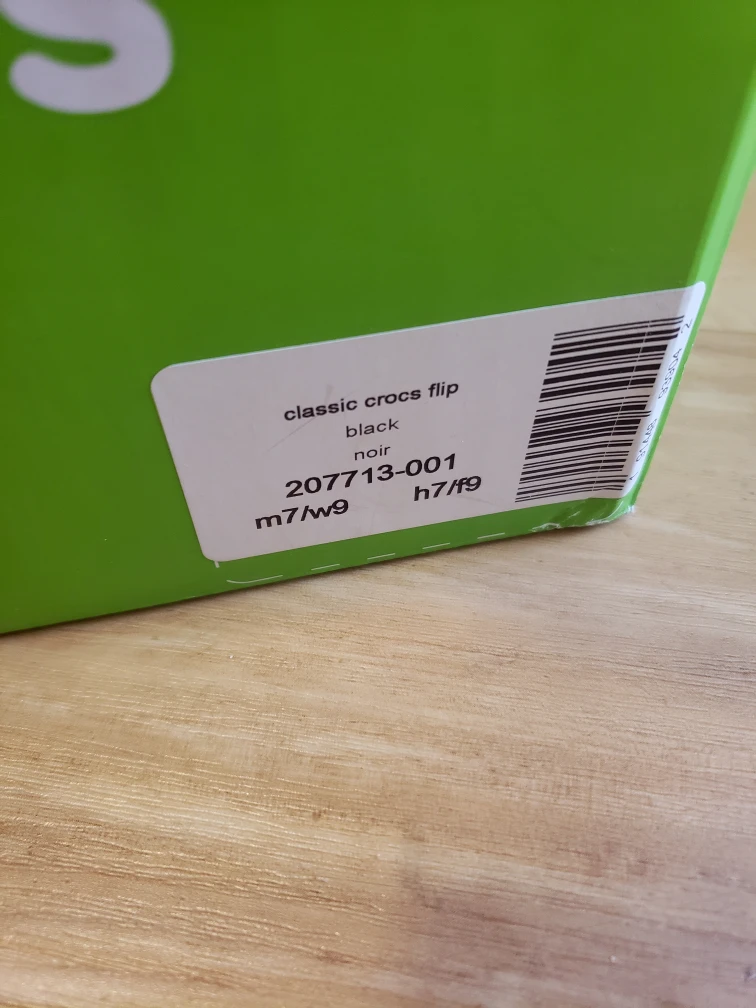 s
classic crocs flip
black
noir
207713-001
m7/w9 h7/f9